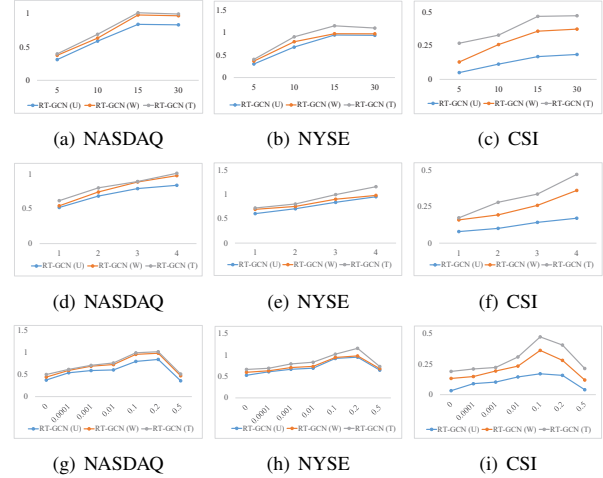 1
0.5
0
5 10 15 30
RT-GCN (U) RT-GCN (W) RT-GCN (T)
(a) NASDAQ
1.5
1
0.5
0
5 10 15 30
RT-GCN (U) RT-GCN (W) RT-GCN (T)
(b) NYSE
0.5
0.25
0
5 10 15 30
RT-GCN (U) RT-GCN (W) RT-GCN (T)
(c) CSI
1
0.5
0
1 2 3 4
RT-GCN (U) RT-GCN (W) RT-GCN (T)
(d) NASDAQ
1.5
1
0.5
0
1 2 3 4
RT-GCN (U) RT-GCN (W) RT-GCN (T)
(e) NYSE
0.5
0.25
0
1 2 3 4
RT-GCN (U) RT-GCN (W) RT-GCN (T)
(f) CSI
1.5
1
0.5
0
0 0.0001 0.001 0.01 0.1 0.2 0.5
RT-GCN (U) RT-GCN (W) RT-GCN (T)
(g) NASDAQ
1.5
1
0.5
0
0 0.0001 0.001 0.01 0.1 0.2 0.5
RT-GCN (U) RT-GCN (W) RT-GCN (T)
(h) NYSE
0.5
0.25
0
0 0.0001 0.001 0.01 0.1 0.2 0.5
RT-GCN (U) RT-GCN (W) RT-GCN (T)
(i) CSI